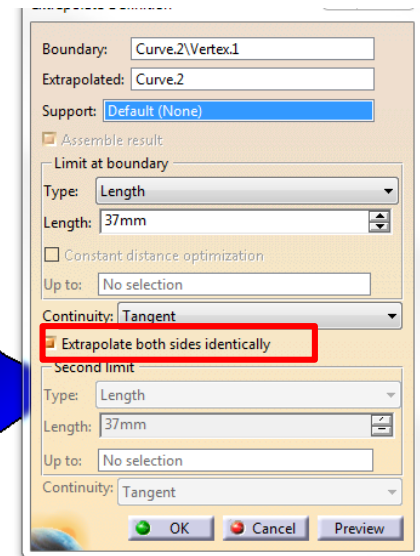 Boundary: Curve.2\Vertex.1
Extrapolated: Curve.2
Support: Default (None)
Assemble result
Limit at boundary
Type: Length
Length: 37mm
Constant distance optimization
Up to: No selection
Continuity: Tangent
Extrapolate both sides identically
Second limit
Type: Length
Length: 37mm
Up to: No selection
Continuity: Tangent
OK Cancel Preview